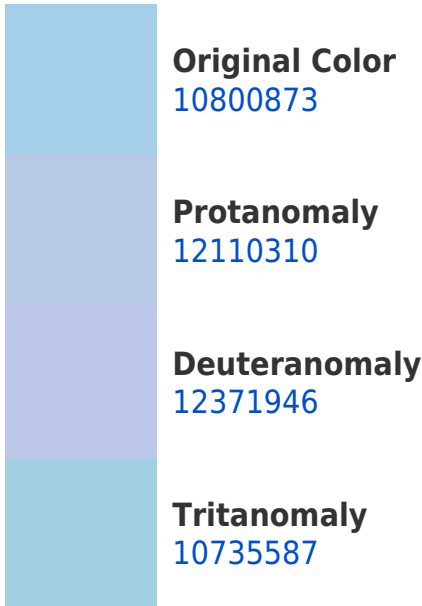 Original Color
10800873
Protanomaly
12110310
Deuteranomaly
12371946
Tritanomaly
10735587